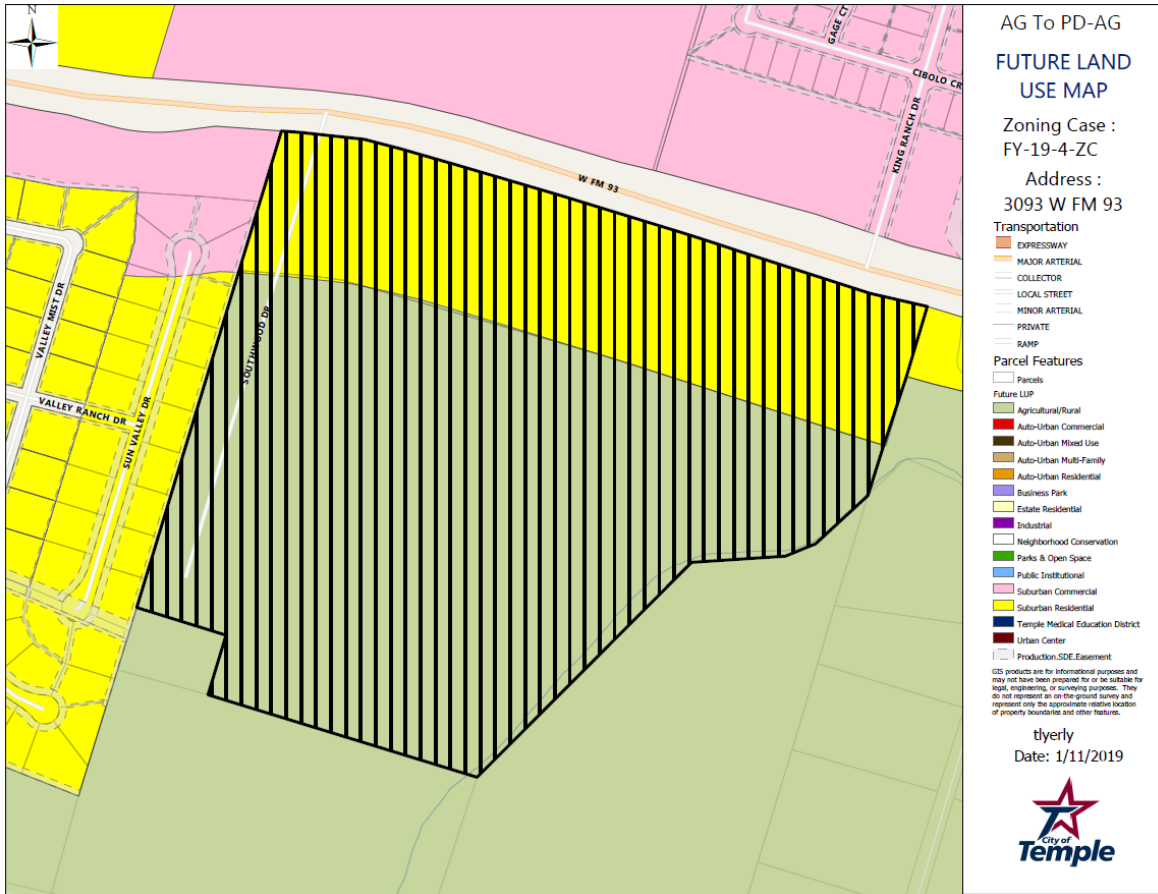 N
GAGE CT
CIBOLO CR
KING RANCH DR
W FM 93
VALLEY MIST DR
SOUTHWOOD DR
VALLEY RANCH DR
SUN VALLEY DR
AG To PD-AG
FUTURE LAND
USE MAP
Zoning Case :
FY-19-4-ZC
Address :
3093 W FM 93
Transportation
EXPRESSWAY
MAJOR ARTERIAL
COLLECTOR
LOCAL STREET
MINOR ARTERIAL
PRIVATE
RAMP
Parcel Features
Parcels
Future LUP
Agricultural/Rural
Auto-Urban Commercial
Auto-Urban Mixed Use
Auto-Urban Multi-Family
Auto-Urban Residential
Business Park
Estate Residential
Industrial
Neighborhood Conservation
Parks & Open Space
Public Institutional
Suburban Commercial
Suburban Residential
Temple Medical Education District
Urban Center
Production.SDE.Easement
GIS products are for informational purposes and
may not have been prepared for or be suitable for
legal, engineering, or surveying purposes. They
do not represent an on-the-ground survey and
represent only the approximate relative location
of property boundaries and other features.
tlyerly
Date: 1/11/2019
City of
Temple